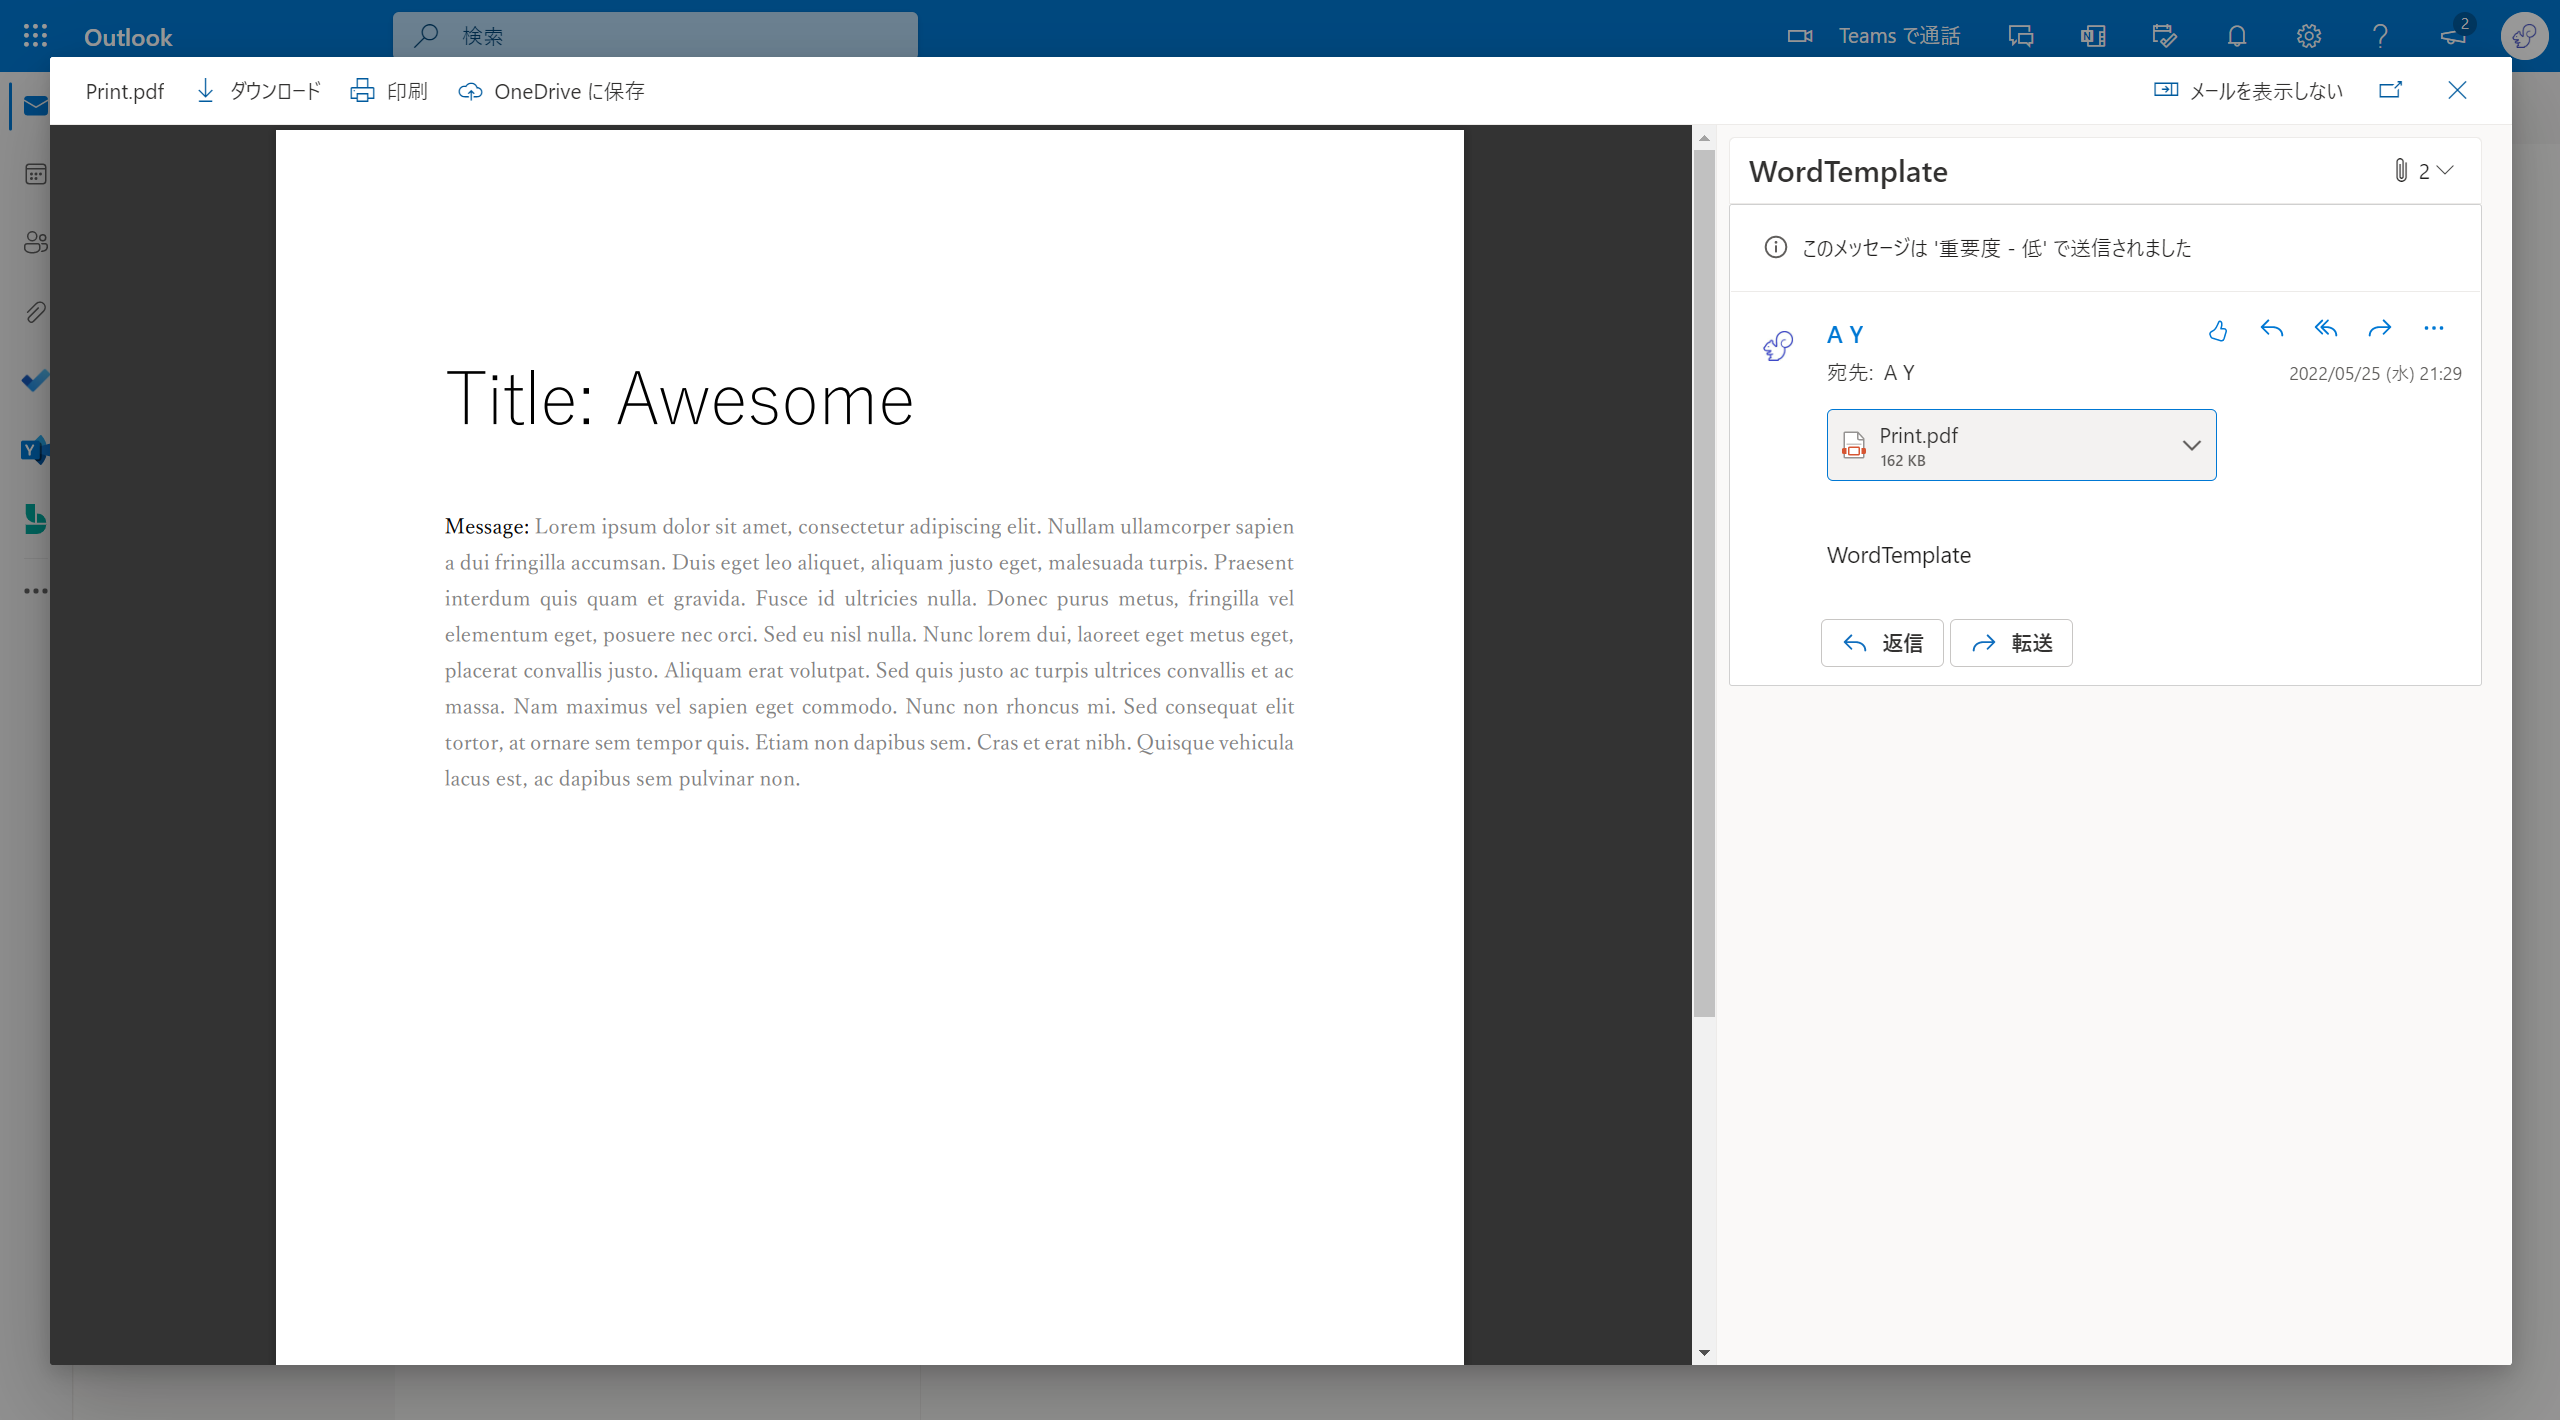 Outlook
検索
Teams で通話
2
Print.pdf
ダウンロード
印刷
OneDrive に保存
メールを表示しない
Title: Awesome
Message: Lorem ipsum dolor sit amet, consectetur adipiscing elit. Nullam ullamcorper sapien
a dui fringilla accumsan. Duis eget leo aliquet, aliquam justo eget, malesuada turpis. Praesent
interdum quis quam et gravida. Fusce id ultricies nulla. Donec purus metus, fringilla vel
elementum eget, posuere nec orci. Sed eu nisl nulla. Nunc lorem dui, laoreet eget metus eget,
placerat convallis justo. Aliquam erat volutpat. Sed quis justo ac turpis ultrices convallis et ac
massa. Nam maximus vel sapien eget commodo. Nunc non rhoncus mi. Sed consequat elit
tortor, at ornare sem tempor quis. Etiam non dapibus sem. Cras et erat nibh. Quisque vehicula
lacus est, ac dapibus sem pulvinar non.
WordTemplate
2
このメッセージは '重要度 - 低' で送信されました
A Y
宛先: A Y
2022/05/25 (水) 21:29
Print.pdf
162 KB
WordTemplate
返信
転送